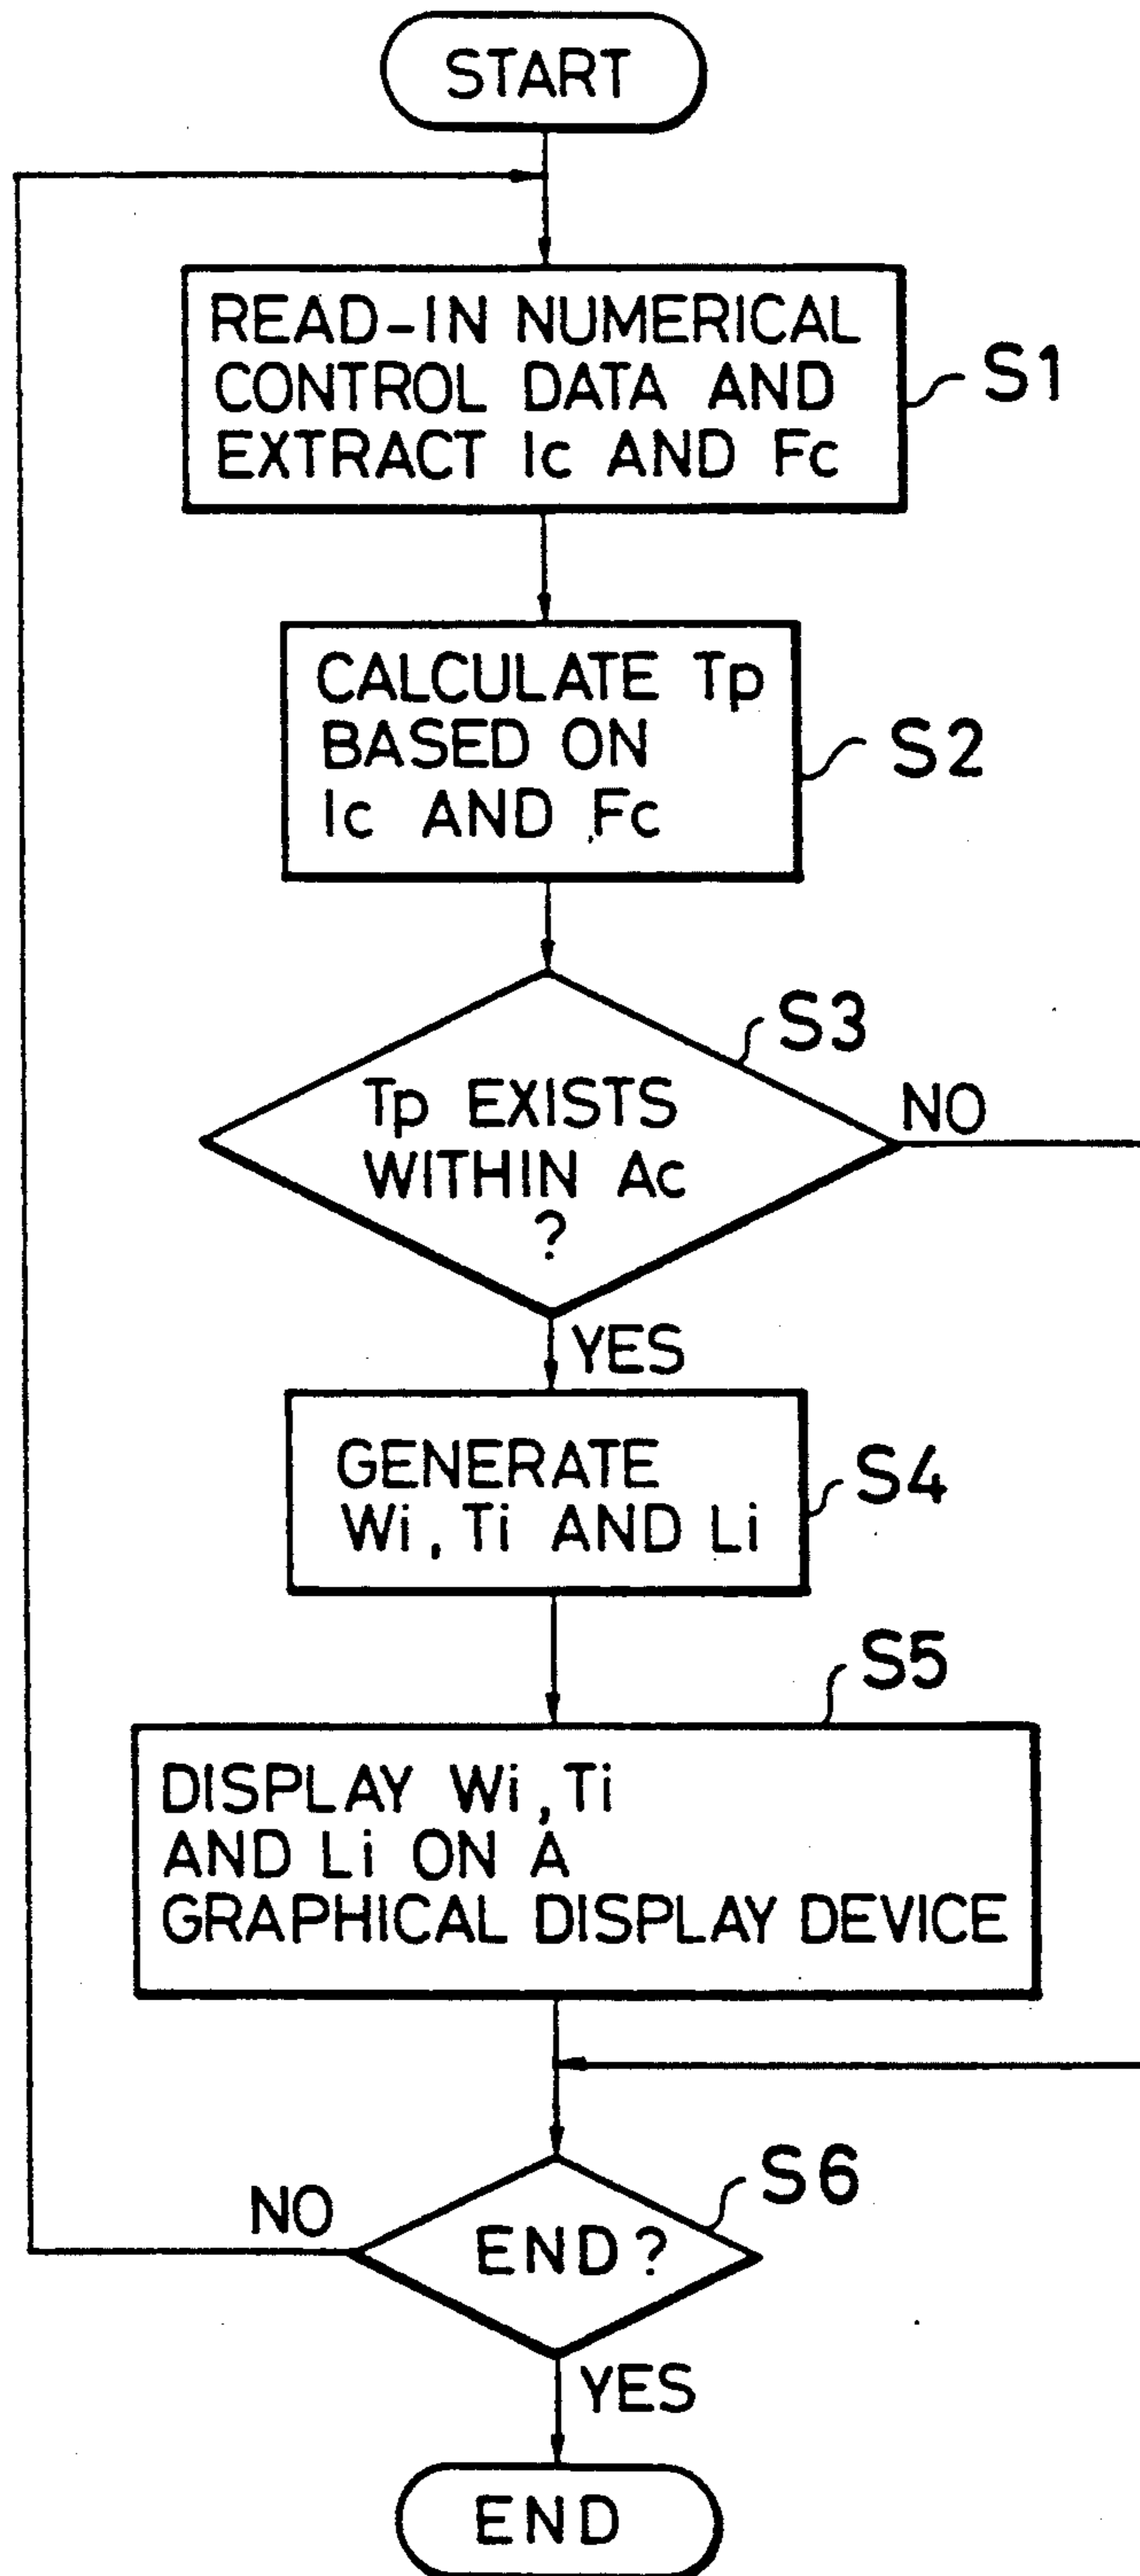 START
READ-IN NUMERICAL
CONTROL DATA AND
EXTRACT Ic AND Fc
S1
CALCULATE Tp
BASED ON
Ic AND Fc
S2
S3
Tp EXISTS
WITHIN Ac
?
NO
YES
GENERATE
Wi, Ti AND Li
S4
S5
DISPLAY Wi, Ti
AND Li ON A
GRAPHICAL DISPLAY DEVICE
S6
NO
END?
YES
END